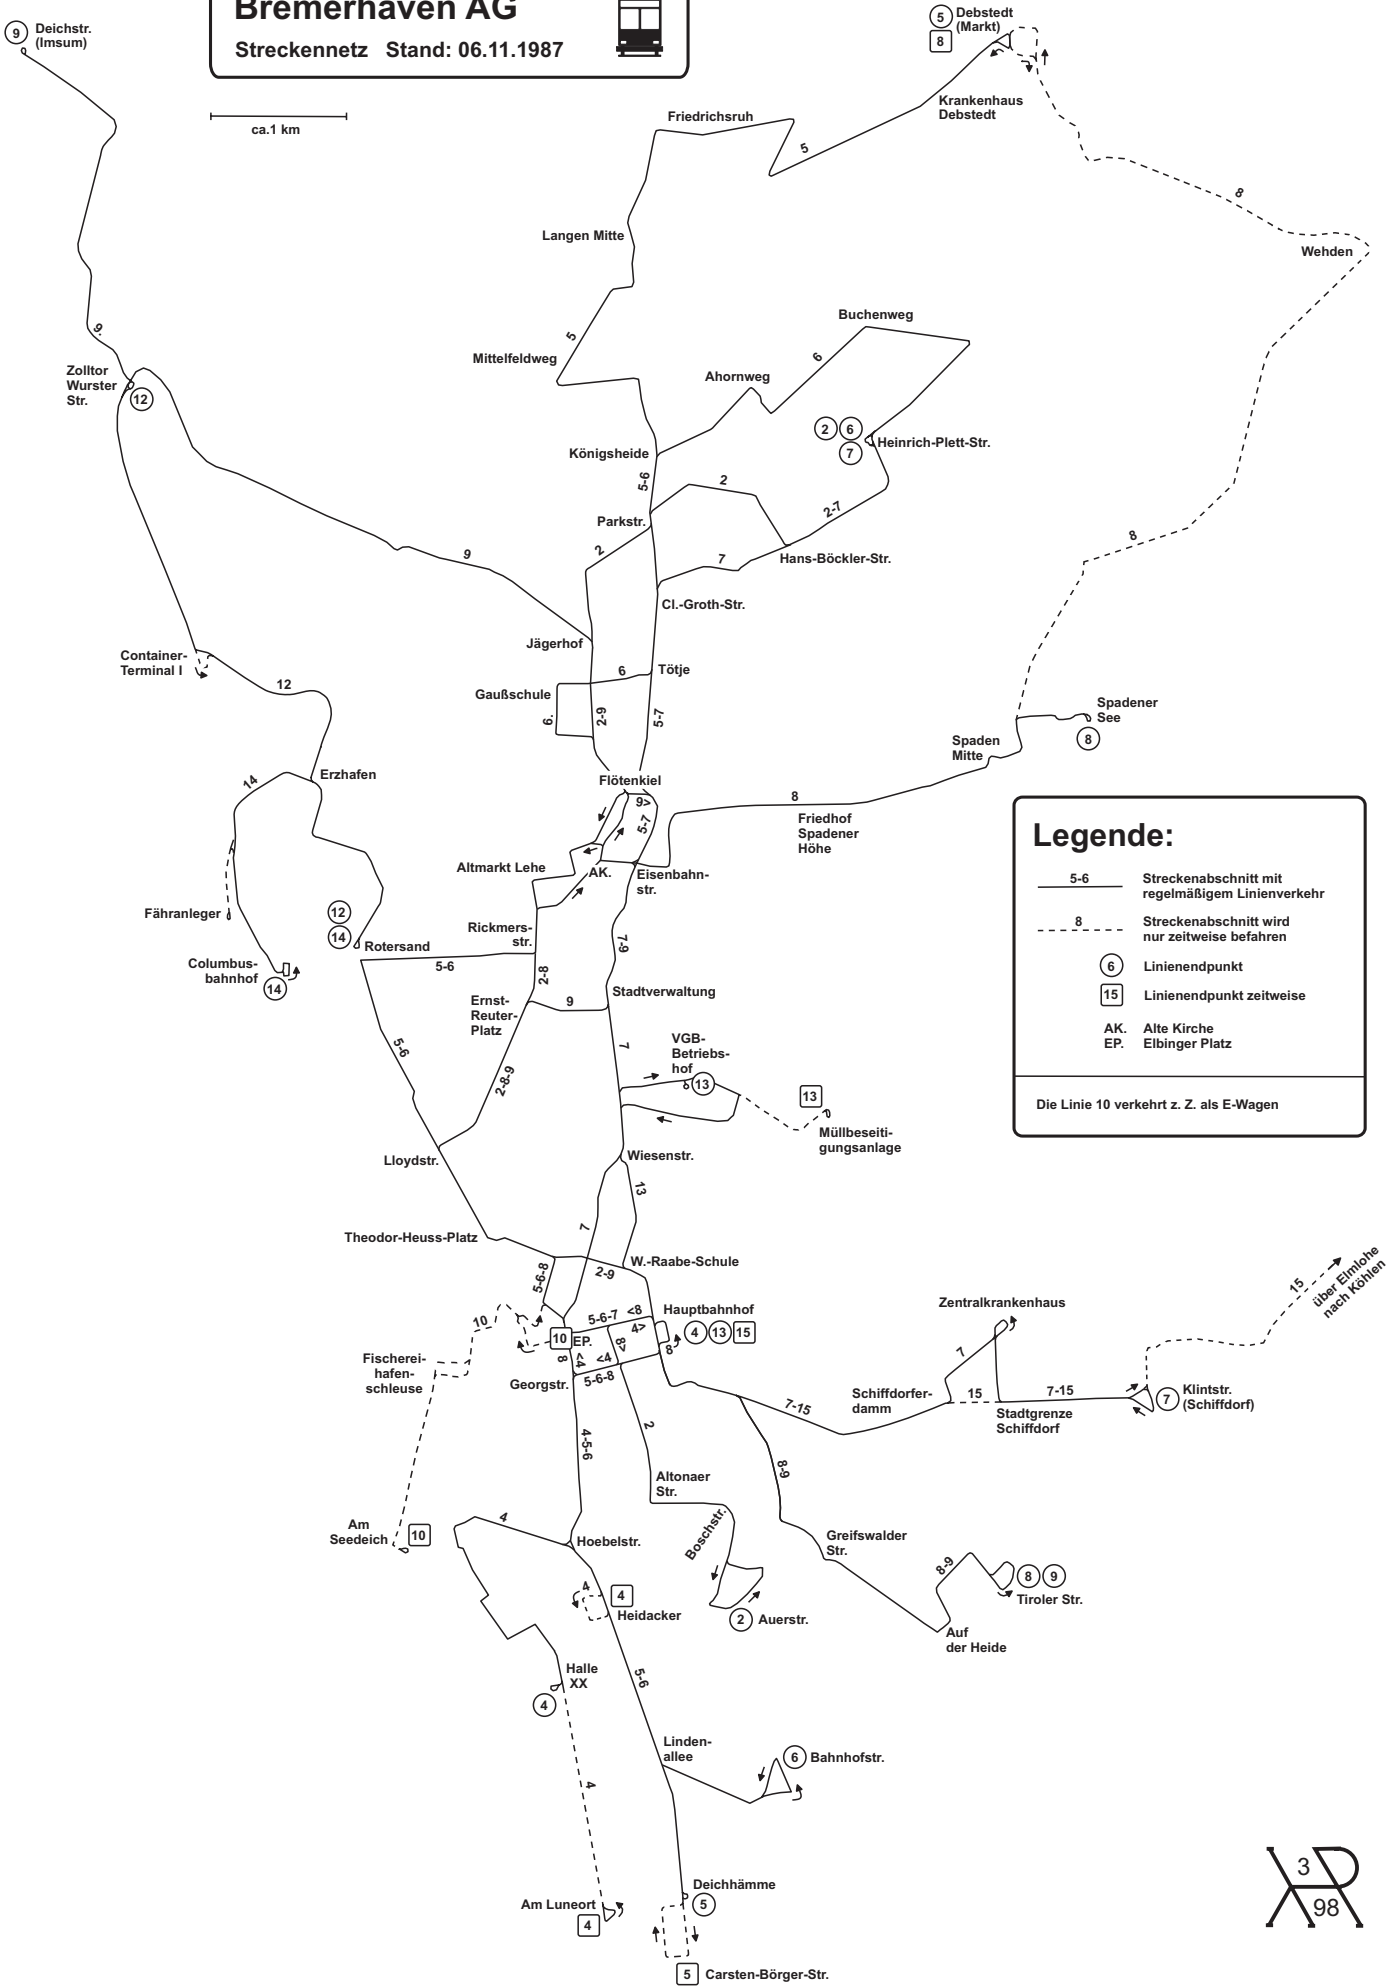 Bremerhaven AG
Streckennetz Stand: 06.11.1987
9
Deichstr.
(Imsum)
ca.1 km
5
8
Debstedt
(Markt)
Krankenhaus
Debstedt
Friedrichsruh
5
8
Langen Mitte
Wehden
Buchenweg
9.
5
Mittelfeldweg
6
Ahornweg
Zolltor
Wurster
Str.
12
2
6
7
Heinrich-Plett-Str.
Königsheide
5-6
2
2-7
Parkstr.
2
8
9
7
Hans-Böckler-Str.
Cl.-Groth-Str.
Jägerhof
Container-
Terminal I
12
6
Tötje
Gaußschule
6.
2-9
5-7
Spadener
See
8
Spaden
Mitte
14
Erzhafen
Flötenkiel
9>
5-7
8
Friedhof
Spadener
Höhe
Altmarkt Lehe
AK.
Eisenbahn-
str.
Fähranleger
12
14
Rotersand
Rickmers-
str.
7-9
5-6
2-8
Columbus-
bahnhof
14
Ernst-
Reuter-
Platz
9
Stadtverwaltung
5-6
2-8-9
7
VGB-
Betriebs-
hof
13
13
Müllbeseiti-
gungsanlage
Lloydstr.
Wiesenstr.
13
7
Theodor-Heuss-Platz
W.-Raabe-Schule
2-9
5-6-8
Legende:
5-6
Streckenabschnitt mit
regelmäßigem Linienverkehr
8
Streckenabschnitt wird
nur zeitweise befahren
6
Linienendpunkt
15
Linienendpunkt zeitweise
AK. Alte Kirche
EP. Elbinger Platz
Die Linie 10 verkehrt z. Z. als E-Wagen
15
über Elmlohe
nach Köhlen
10
5-6-7
<8
4>
Hauptbahnhof
4
13
15
10
EP.
8>
8
8
<4
<4
5-6-8
Fischerei-
hafen-
schleuse
Georgstr.
Zentralkrankenhaus
7
Schiffdorfer-
damm
15
7-15
Stadtgrenze
Schiffdorf
7
Klintstr.
(Schiffdorf)
7-15
2
4-5-6
8-9
Altonaer
Str.
Boschstr.
4
Hoebelstr.
Am
Seedeich
10
Greifswalder
Str.
8-9
8
9
Tiroler Str.
4
4
Heidacker
2
Auerstr.
Auf
der Heide
Halle
XX
4
5-6
Linden-
allee
6
Bahnhofstr.
4
Am Luneort
4
Deichhämme
5
5
Carsten-Börger-Str.
3
98